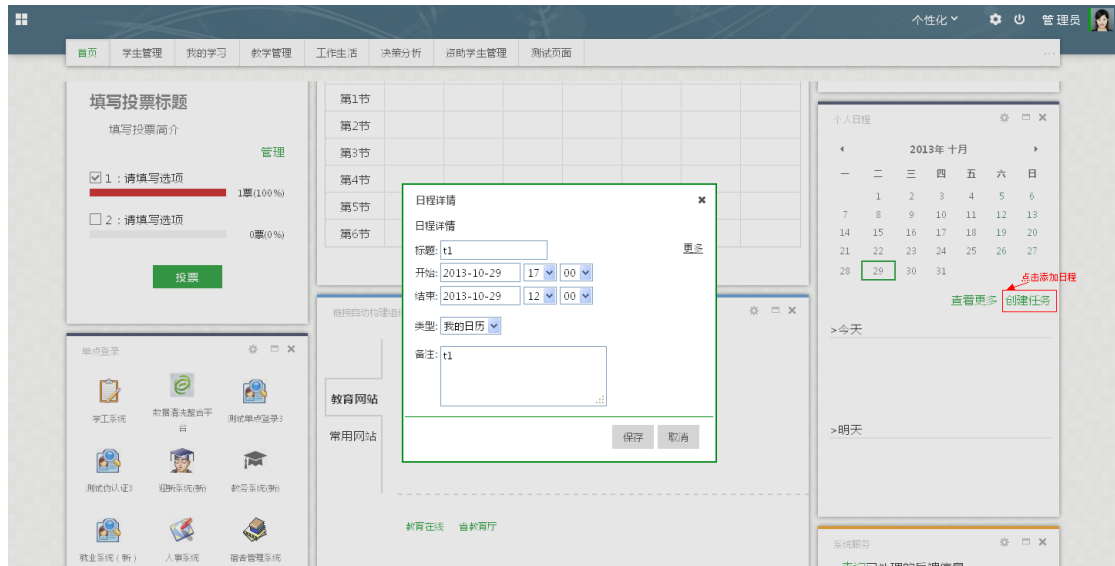 个性化 管理员
首页 学生管理 我的学习 教学管理 工作生活 决策分析 资助学生管理 测试页面 ...
填写投票标题
填写投票简介
管理
1：请填写选项
1票(100%)
2：请填写选项
0票(0%)
投票
单点登录
学工系统
数据清洗整合平台
测试单点登录3
测试伪认证3
迎新系统(新)
教务系统(新)
就业系统（新）
人事系统
宿舍管理系统
第1节
第2节
第3节
第4节
第5节
第6节
教育网站
常用网站
教育在线 省教育厅
日程详情
日程详情
标题: t1 更多
开始: 2013-10-29 17 00
结束: 2013-10-29 12 00
类型: 我的日历
备注: t1
保存 取消
个人日程
2013年 十月
一 二 三 四 五 六 日
1 2 3 4 5 6
7 8 9 10 11 12 13
14 15 16 17 18 19 20
21 22 23 24 25 26 27
28 29 30 31
点击添加日程
查看更多 创建任务
>今天
>明天
系统服务